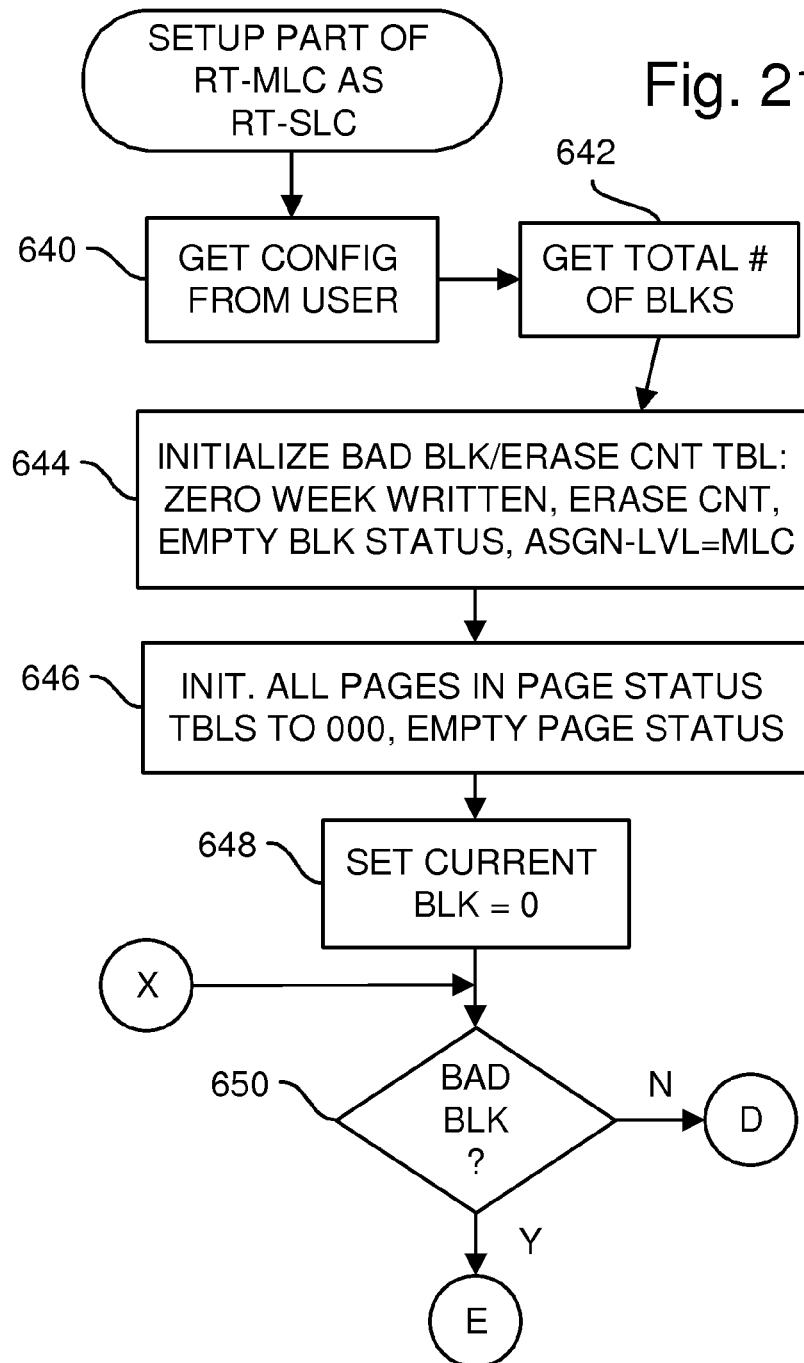 SETUP PART OF
RT-MLC AS
RT-SLC
Fig. 21
642
640
GET CONFIG
FROM USER
GET TOTAL #
OF BLKS
644
INITIALIZE BAD BLK/ERASE CNT TBL:
ZERO WEEK WRITTEN, ERASE CNT,
EMPTY BLK STATUS, ASGN-LVL=MLC
646
INIT. ALL PAGES IN PAGE STATUS
TBLS TO 000, EMPTY PAGE STATUS
648
SET CURRENT
BLK = 0
X
650
BAD
BLK
?
N
D
Y
E